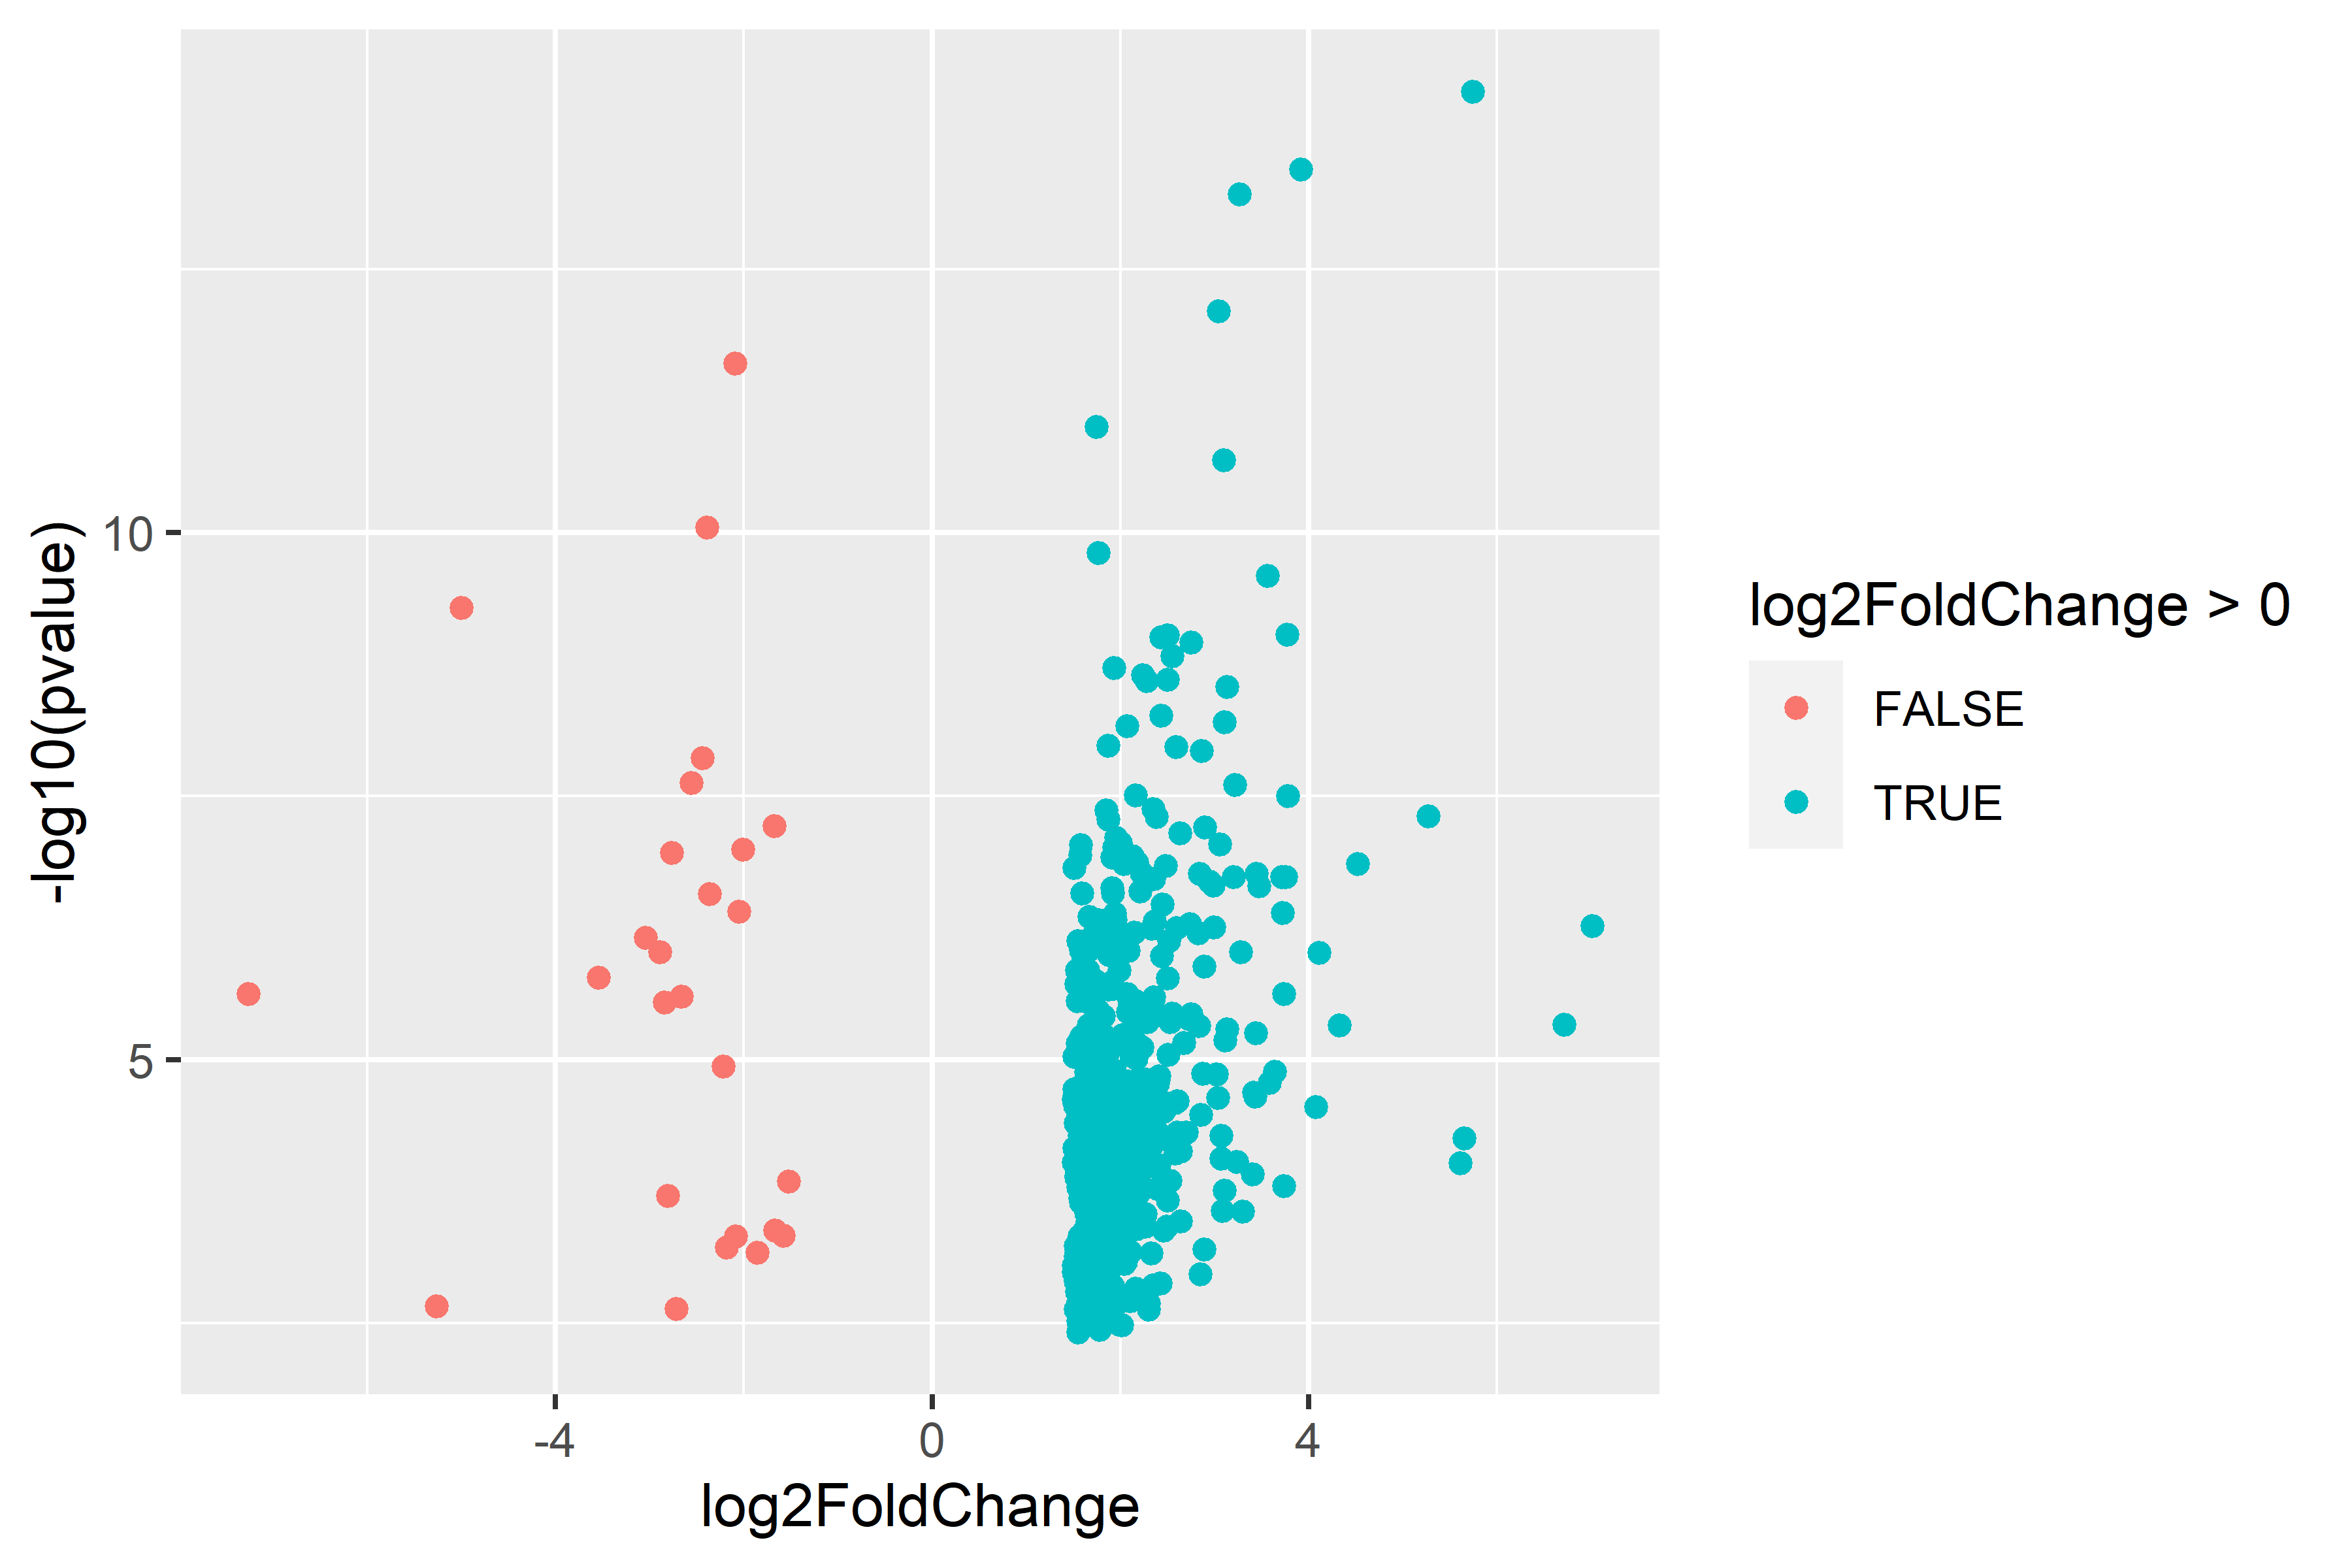 -log10(pvalue)
10
5
-4
0
4
log2FoldChange
log2FoldChange > 0
FALSE
TRUE